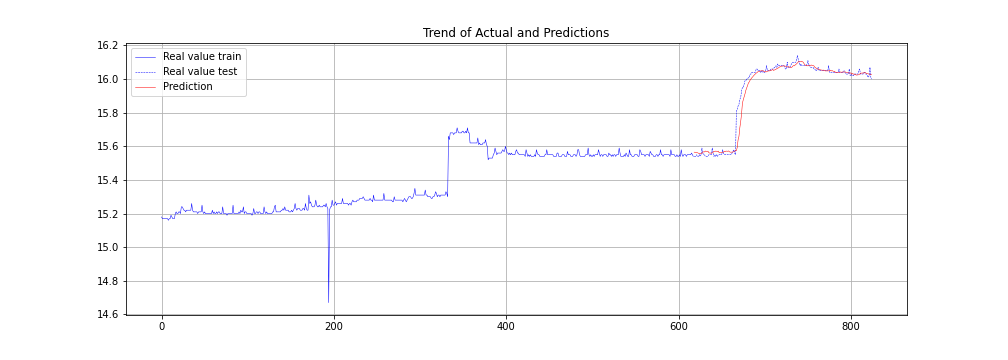 Trend of Actual and Predictions
16.2
16.0
15.8
15.6
15.4
15.2
15.0
14.8
14.6
Real value train
Real value test
Prediction
0 200 400 600 800